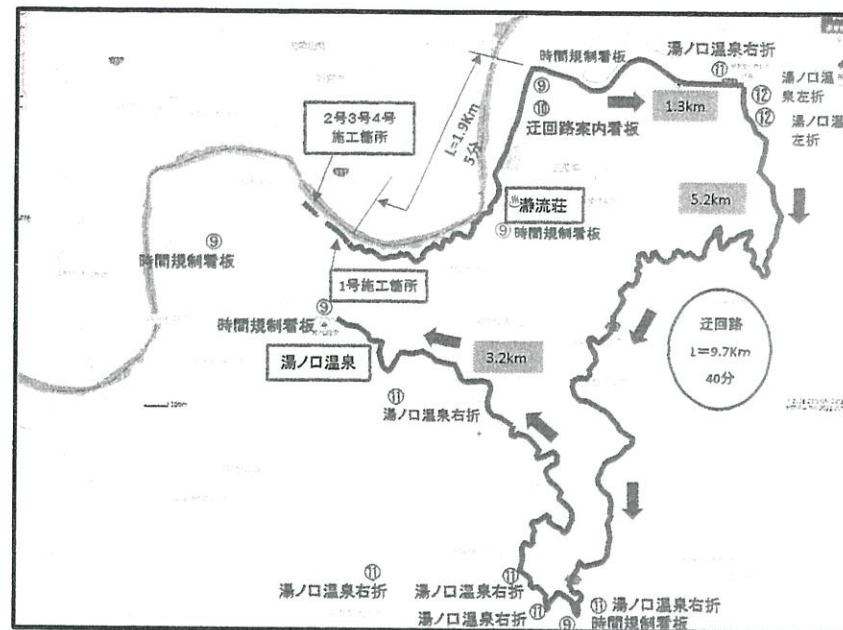 時間規制看板
湯ノ口温泉右折
⑪
⑨
⑩
迂回路案内看板
1.3km
⑫
湯ノ口温
泉左折
⑫
湯ノ口温
左折
2号3号4号
施工箇所
L=1.9Km
5分
瀞流荘
⑨時間規制看板
5.2km
⑨
時間規制看板
1号施工箇所
⑨
時間規制看板
湯ノ口温泉
3.2km
迂回路
L=9.7Km
40分
⑪
湯ノ口温泉右折
⑪
湯ノ口温泉右折
⑪
湯ノ口温泉右折
⑪
湯ノ口温泉右折
⑪
湯ノ口温泉右折
⑨
時間規制看板